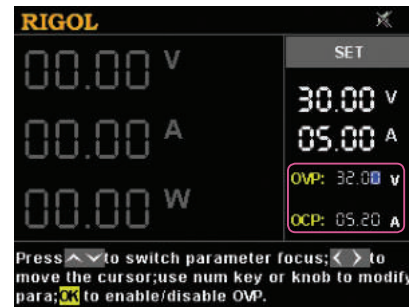 RIGOL
SET
00.00 V
30.00 V
00.00 A
05.00 A
OVP: 32.00 V
00.00 W
OCP: 05.20 A
Press ︿ ﹀ to switch parameter focus; < > to
move the cursor;use num key or knob to modify
para;OK to enable/disable OVP.